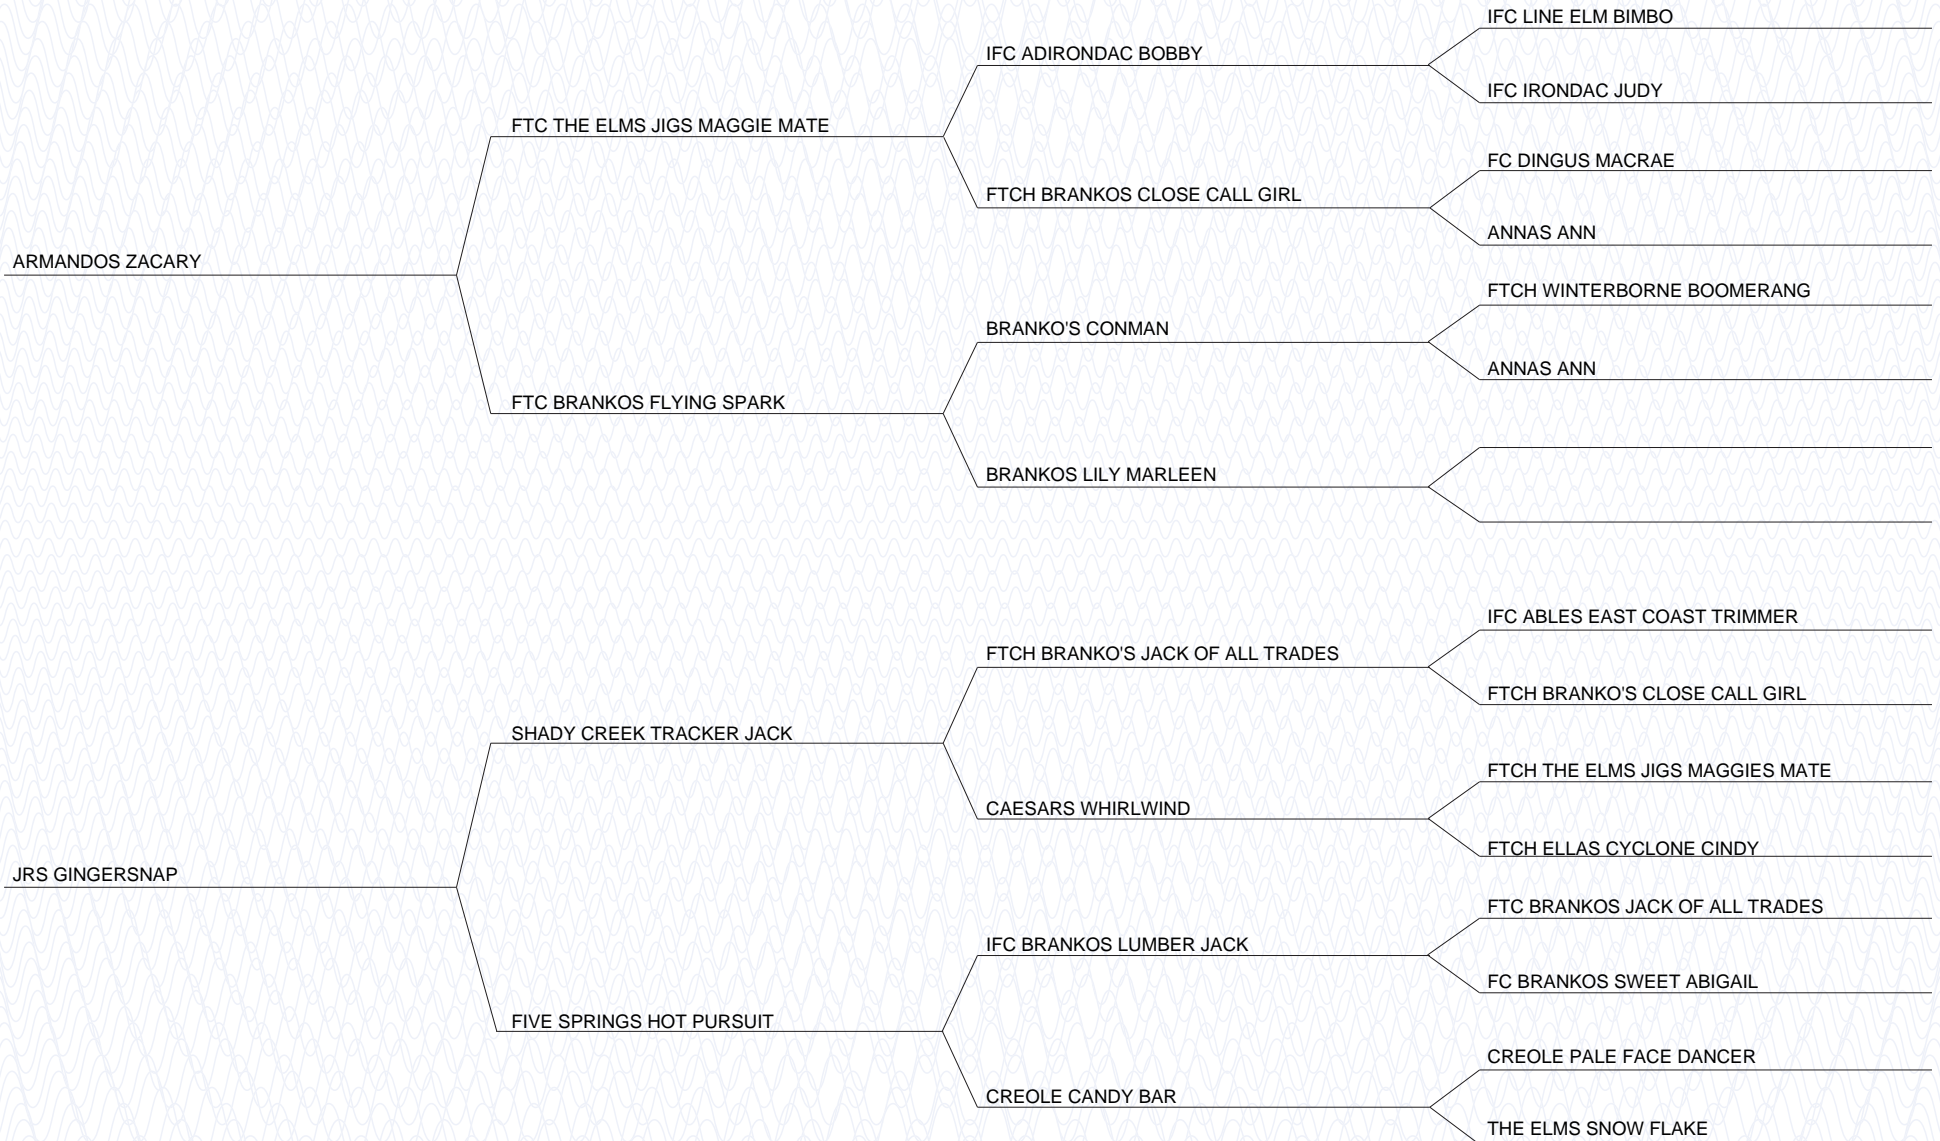 IFC LINE ELM BIMBO
IFC ADIRONDAC BOBBY
IFC IRONDAC JUDY
FTC THE ELMS JIGS MAGGIE MATE
FC DINGUS MACRAE
FTCH BRANKOS CLOSE CALL GIRL
ANNAS ANN
ARMANDOS ZACARY
FTCH WINTERBORNE BOOMERANG
BRANKO'S CONMAN
ANNAS ANN
FTC BRANKOS FLYING SPARK
BRANKOS LILY MARLEEN
IFC ABLES EAST COAST TRIMMER
FTCH BRANKO'S JACK OF ALL TRADES
FTCH BRANKO'S CLOSE CALL GIRL
SHADY CREEK TRACKER JACK
FTCH THE ELMS JIGS MAGGIES MATE
CAESARS WHIRLWIND
FTCH ELLAS CYCLONE CINDY
JRS GINGERSNAP
FTC BRANKOS JACK OF ALL TRADES
IFC BRANKOS LUMBER JACK
FC BRANKOS SWEET ABIGAIL
FIVE SPRINGS HOT PURSUIT
CREOLE PALE FACE DANCER
CREOLE CANDY BAR
THE ELMS SNOW FLAKE